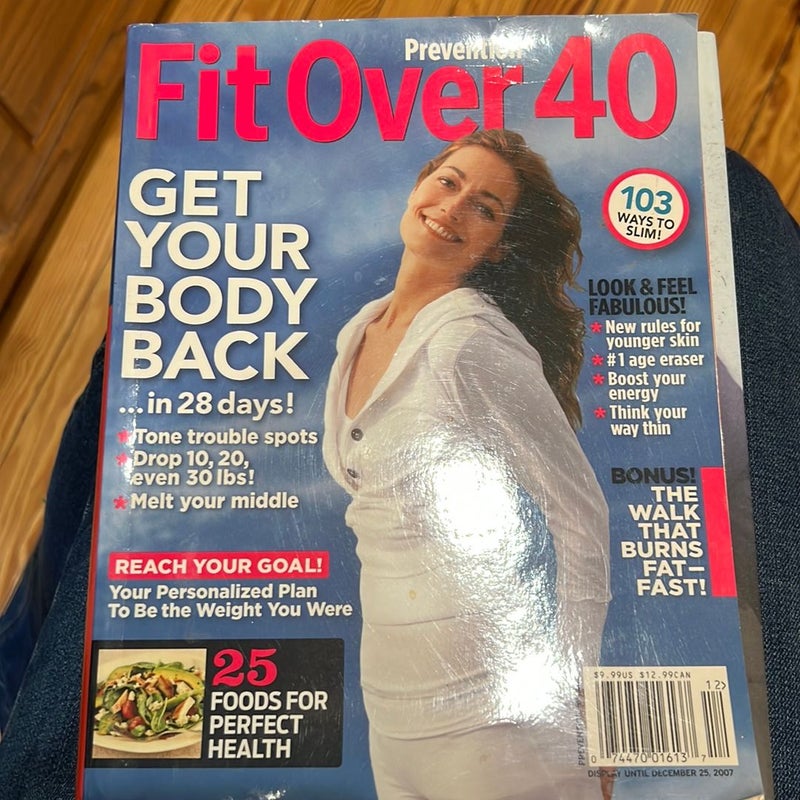 Prevention
Fit Over 40
GET
YOUR
BODY
BACK
...in 28 days!
* Tone trouble spots
* Drop 10, 20,
even 30 lbs!
* Melt your middle
REACH YOUR GOAL!
Your Personalized Plan
To Be the Weight You Were
25
FOODS FOR
PERFECT
HEALTH
103
WAYS TO
SLIM!
LOOK & FEEL
FABULOUS!
* New rules for
younger skin
* #1 age eraser
* Boost your
energy
* Think your
way thin
BONUS!
THE
WALK
THAT
BURNS
FAT—
FAST!
$9.99US $12.99CAN
12>
0 74470 01613 7
DISPLAY UNTIL DECEMBER 25, 2007